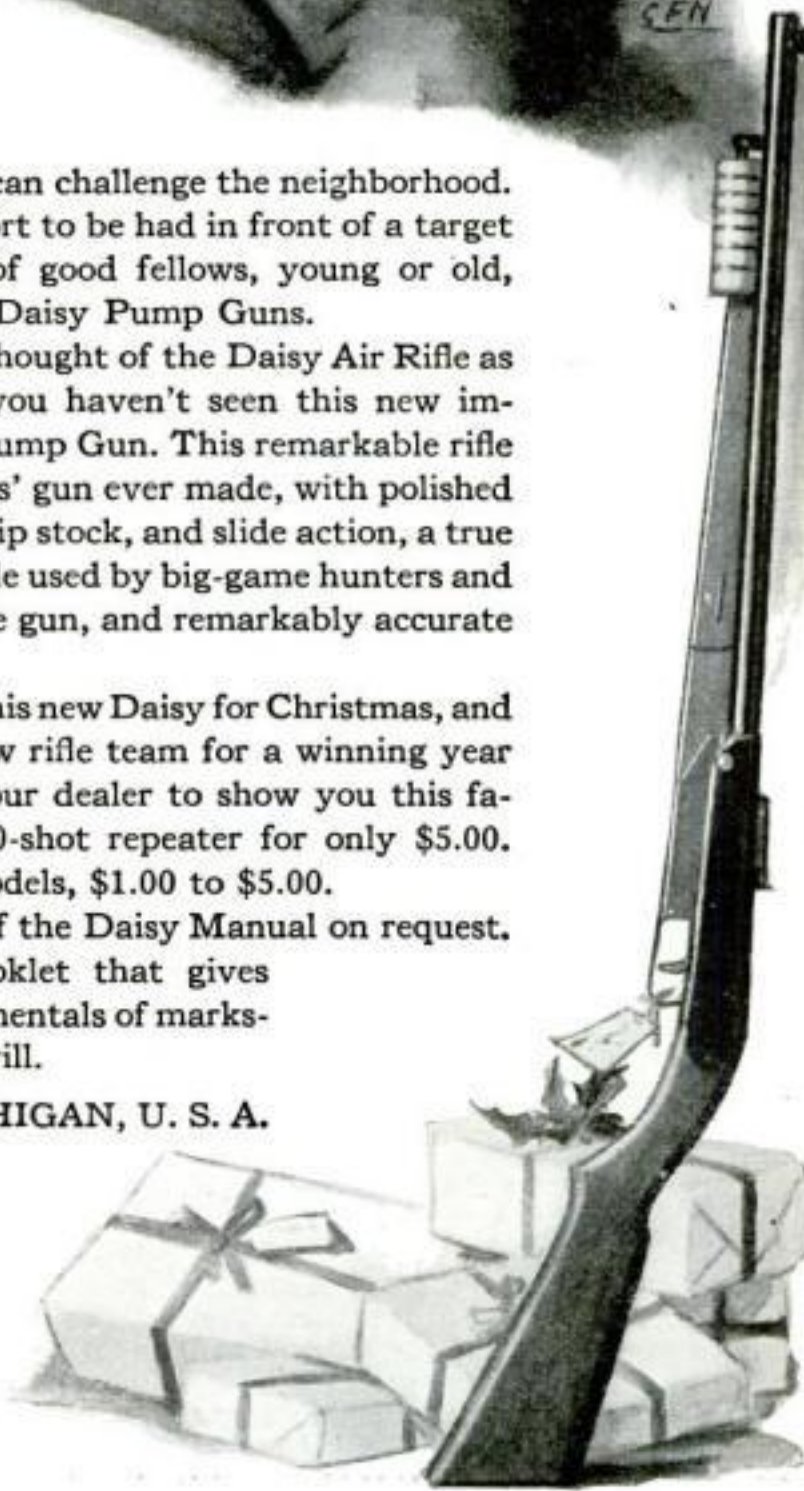 GEN
can challenge the neighborhood.
rt to be had in front of a target
of good fellows, young or old,
Daisy Pump Guns.
hought of the Daisy Air Rifle as
you haven't seen this new im-
ump Gun. This remarkable rifle
s' gun ever made, with polished
ip stock, and slide action, a true
le used by big-game hunters and
e gun, and remarkably accurate
his new Daisy for Christmas, and
w rifle team for a winning year
our dealer to show you this fa-
0-shot repeater for only $5.00.
odels, $1.00 to $5.00.
f the Daisy Manual on request.
oklet that gives
nentals of marks-
rill.
HIGAN, U. S. A.